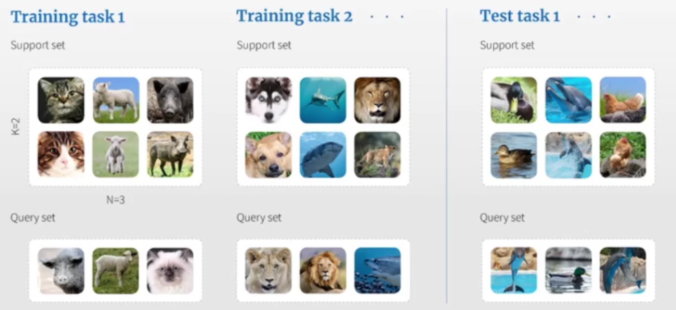 Training task 1
Support set
K=2
N=3
Query set
Training task 2 . . .
Support set
Query set
Test task 1 . . .
Support set
Query set